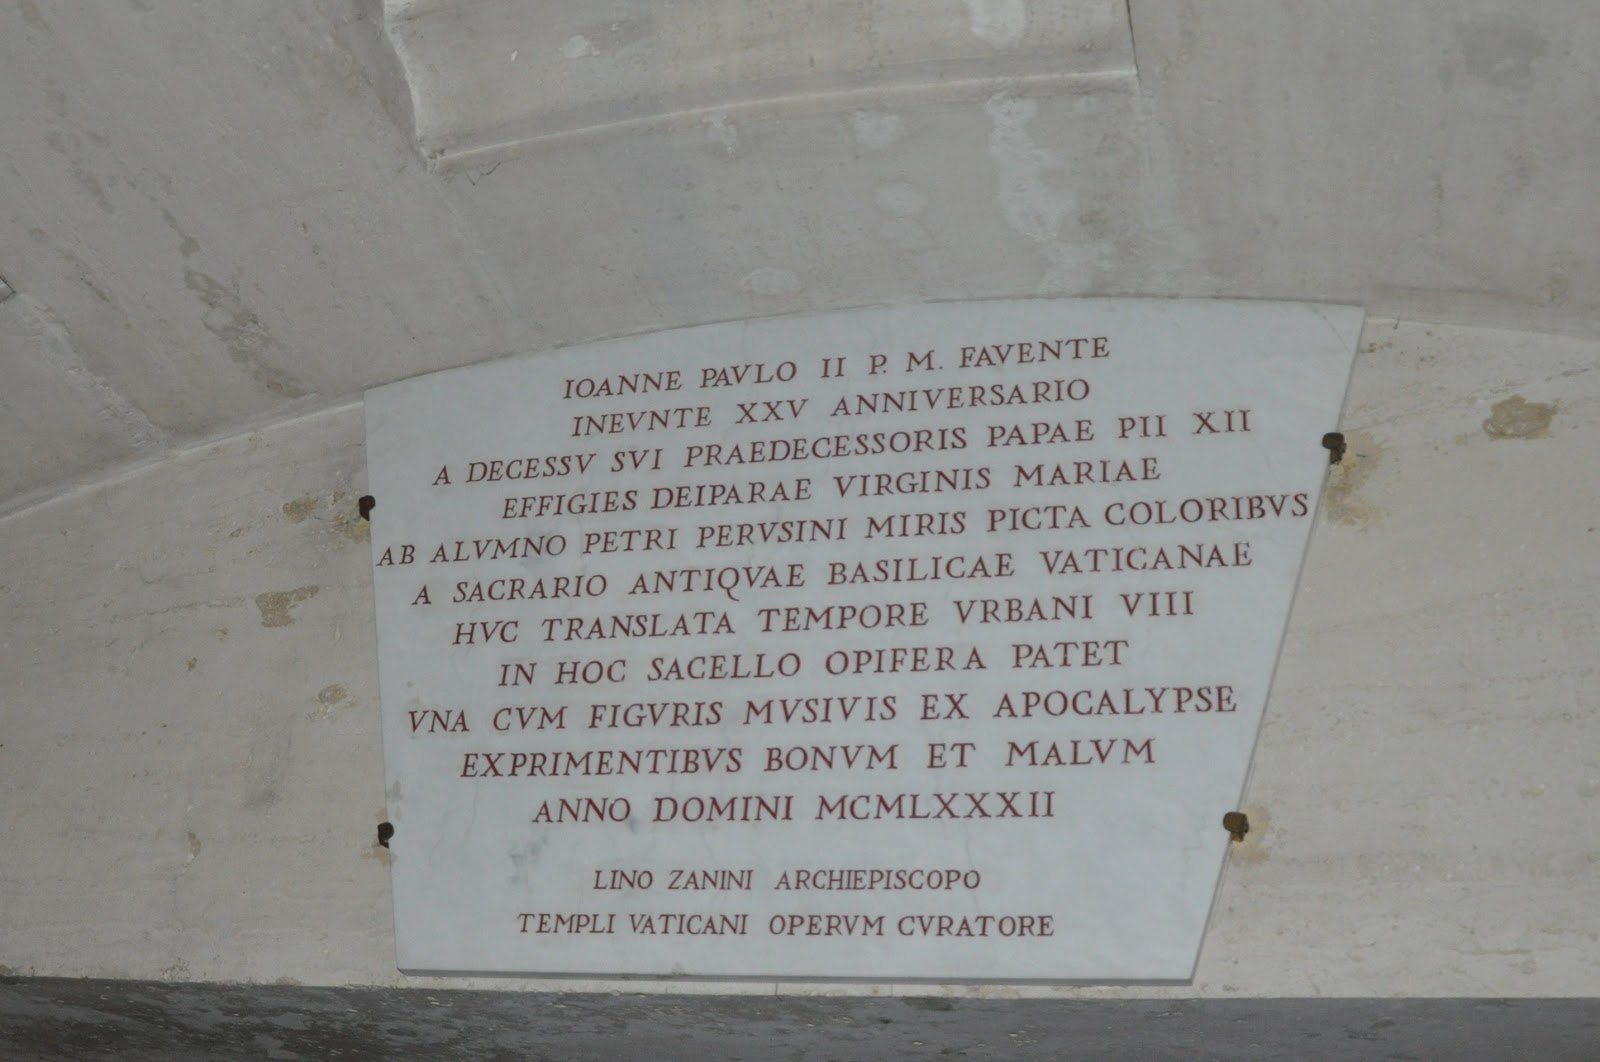 IOANNE PAVLO II P. M. FAVENTE
INEVNTE XXV ANNIVERSARIO
A DECESSV SVI PRAEDECESSORIS PAPAE PII XII
EFFIGIES DEIPARAE VIRGINIS MARIAE
AB ALVMNO PETRI PERVSINI MIRIS PICTA COLORIBVS
A SACRARIO ANTIQVAE BASILICAE VATICANAE
HVC TRANSLATA TEMPORE VRBANI VIII
IN HOC SACELLO OPIFERA PATET
VNA CVM FIGVRIS MVSIVIS EX APOCALYPSE
EXPRIMENTIBVS BONVM ET MALVM
ANNO DOMINI MCMLXXXII
LINO ZANINI ARCHIEPISCOPO
TEMPLI VATICANI OPERVM CVRATORE